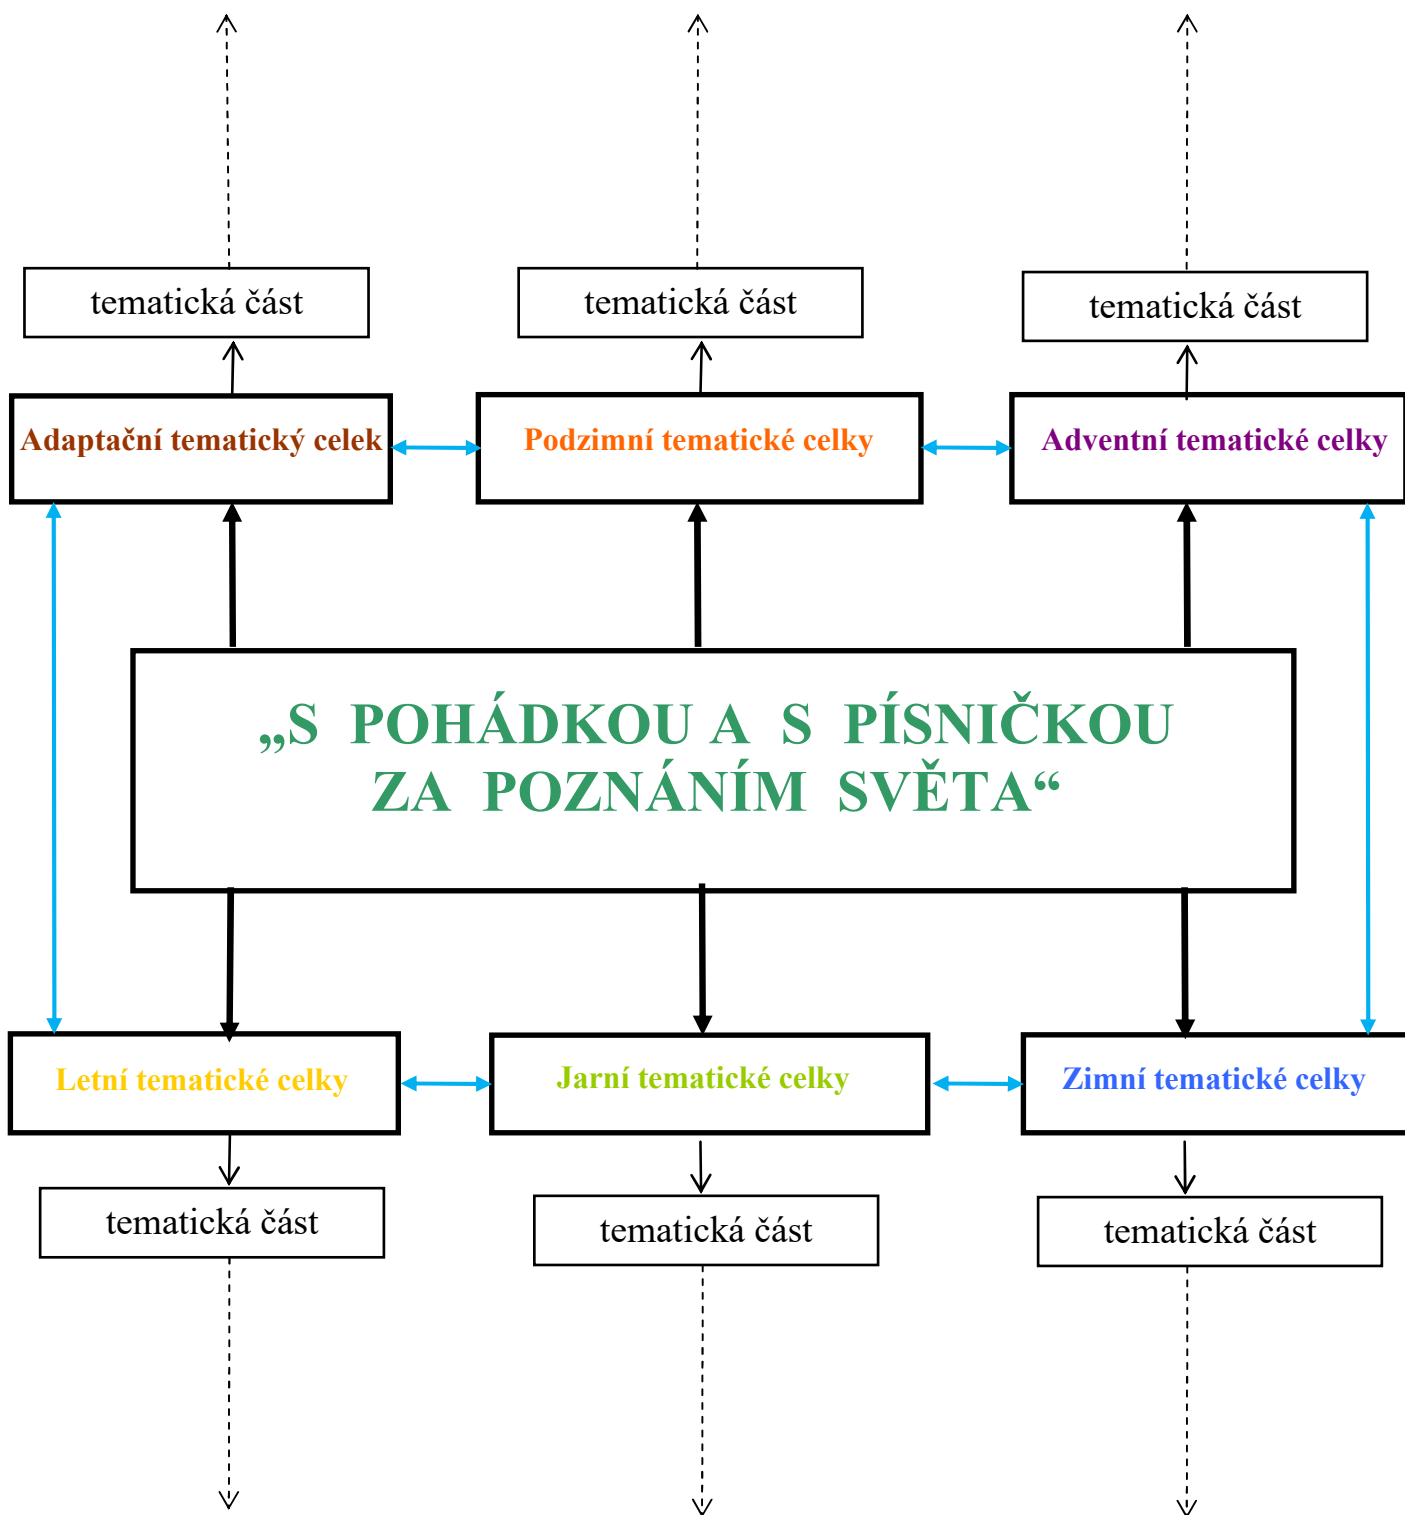 tematická část
tematická část
tematická část
Adaptační tematický celek
Podzimní tematické celky
Adventní tematické celky
„S POHÁDKOU A S PÍSNIČKOU
ZA POZNÁNÍM SVĚTA“
Letní tematické celky
Jarní tematické celky
Zimní tematické celky
tematická část
tematická část
tematická část